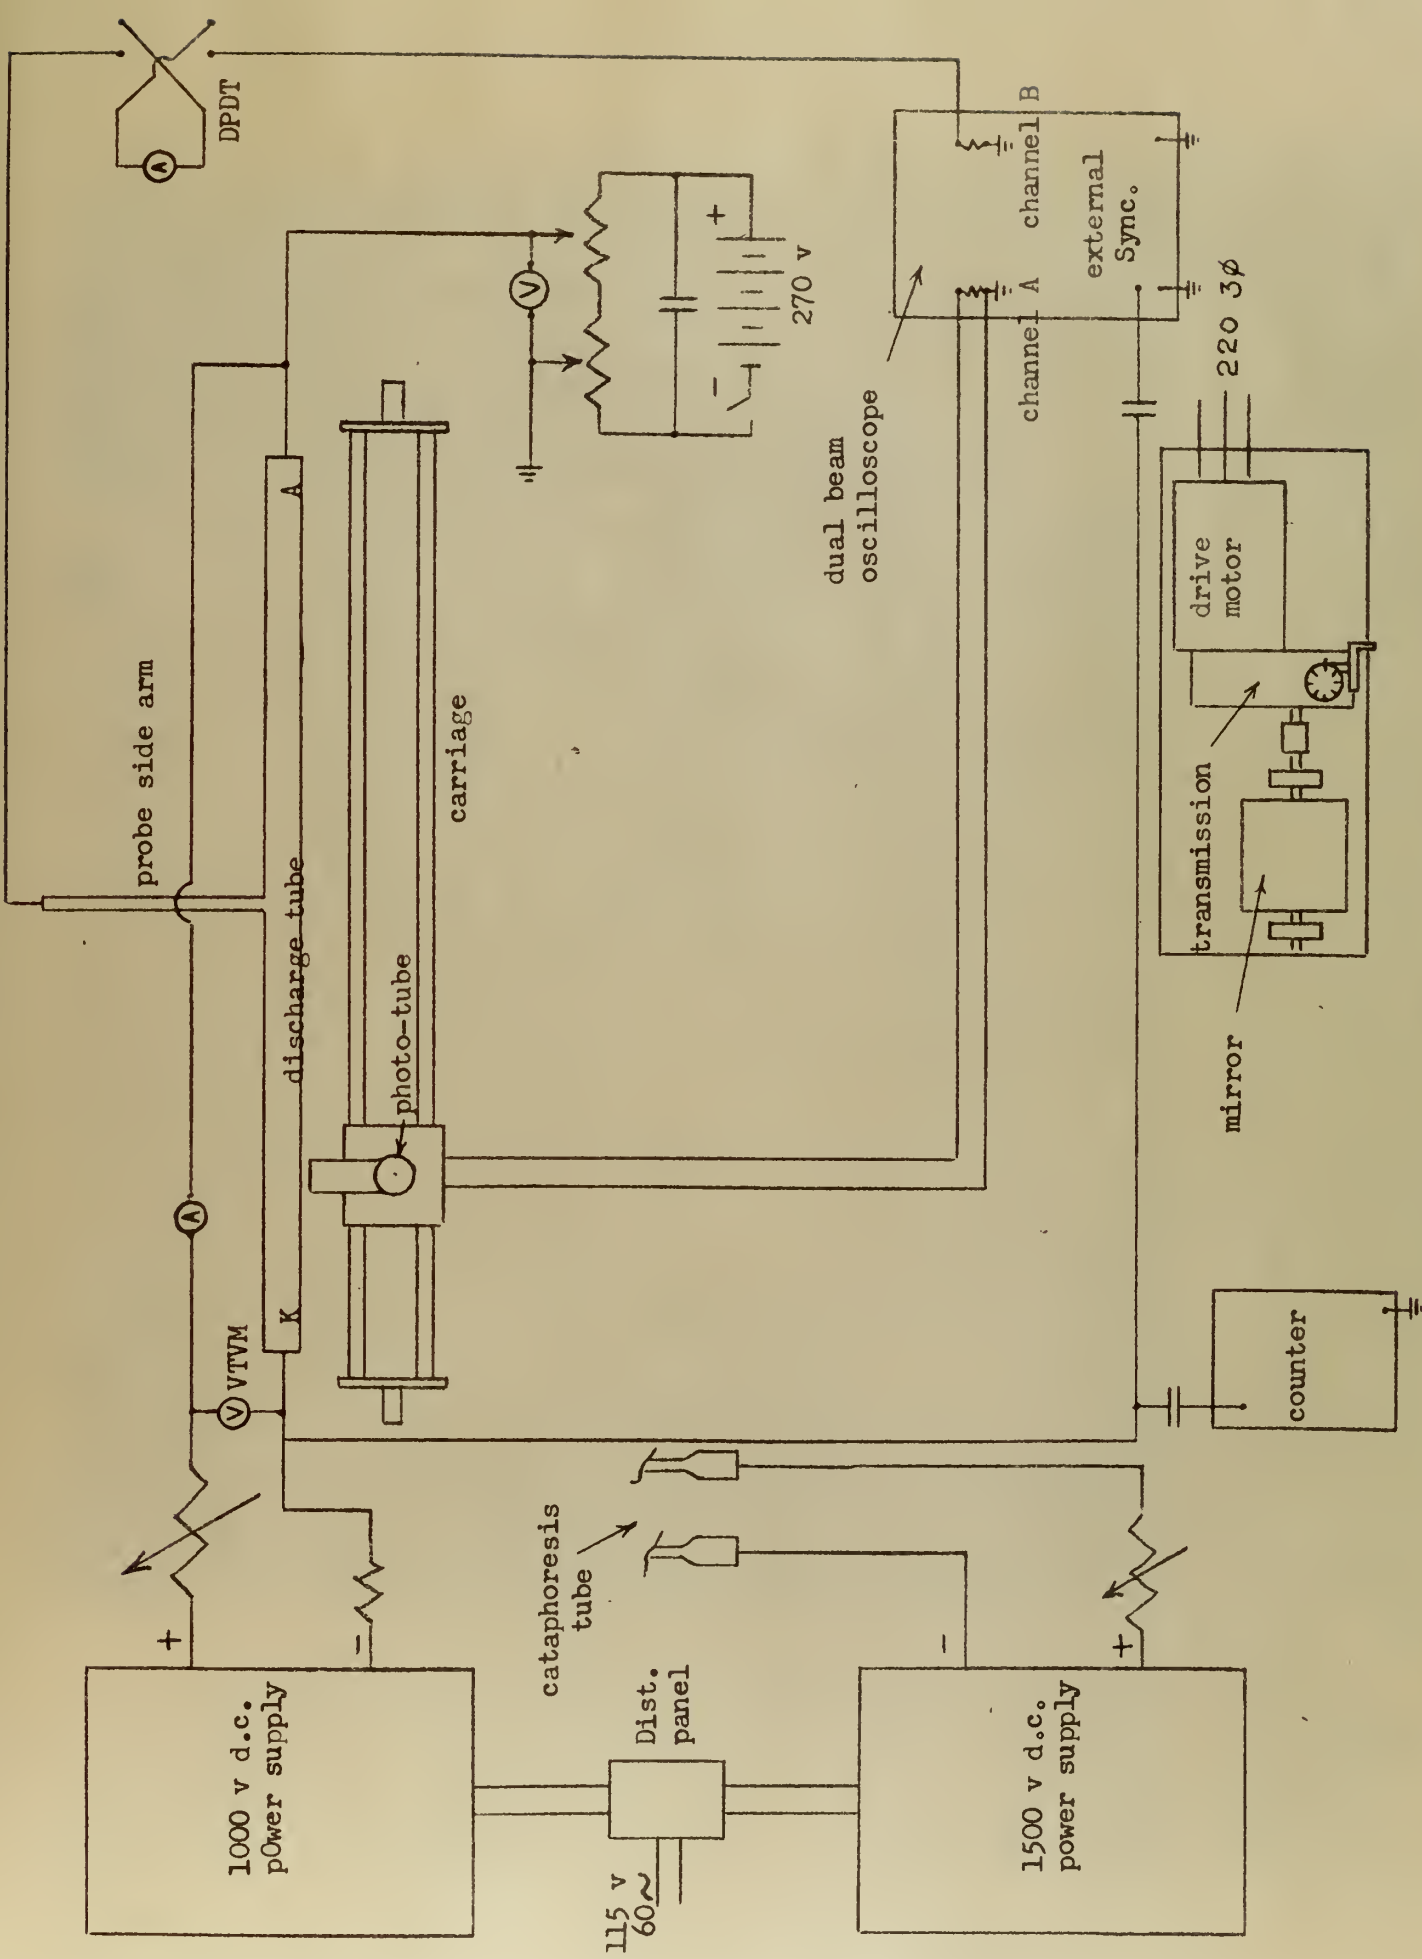 1000 v d.c.
p0wer supply
+
-
115 v
60~
Dist.
panel
1500 v d.c.
power supply
-
+
cataphoresis
tube
V
VTVM
A
K
discharge tube
A
probe side arm
photo-tube
carriage
A
DPDT
V
+
-
270 v
dual beam
oscilloscope
channel A
channel B
external
Sync.
counter
mirror
transmission
drive
motor
220 3Ø